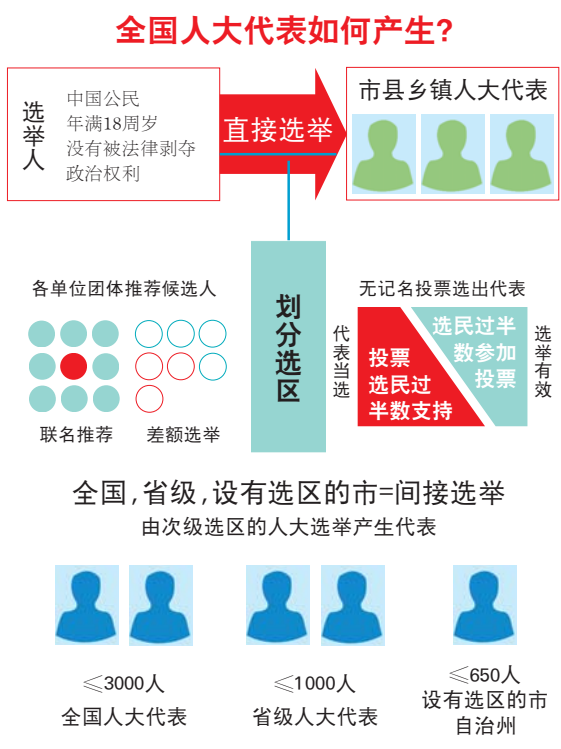 全国人大代表如何产生?
选举人
中国公民
年满18周岁
没有被法律剥夺
政治权利
直接选举
市县乡镇人大代表
划分选区
各单位团体推荐候选人
联名推荐
差额选举
无记名投票选出代表
代表当选
投票
选民过
半数支持
选民过半
数参加
投票
选举有效
全国,省级,设有选区的市=间接选举
由次级选区的人大选举产生代表
≤3000人
全国人大代表
≤1000人
省级人大代表
≤650人
设有选区的市
自治州